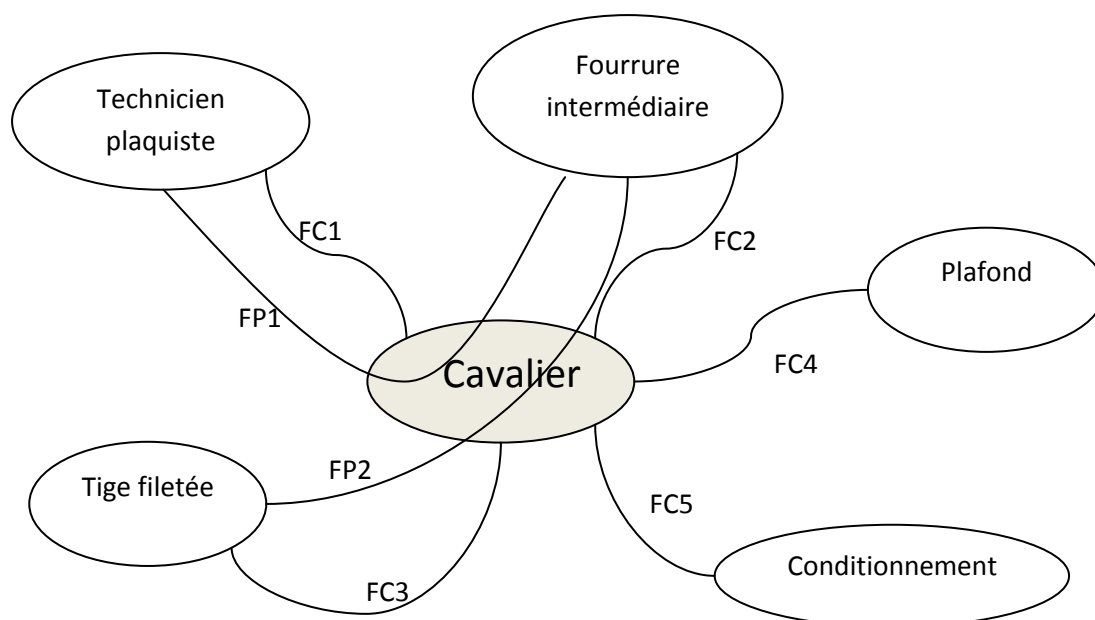 Technicien
plaquiste
Fourrure
intermédiaire
FC1
FC2
Plafond
FP1
FC4
Cavalier
Tige filetée
FP2
FC5
FC3
Conditionnement